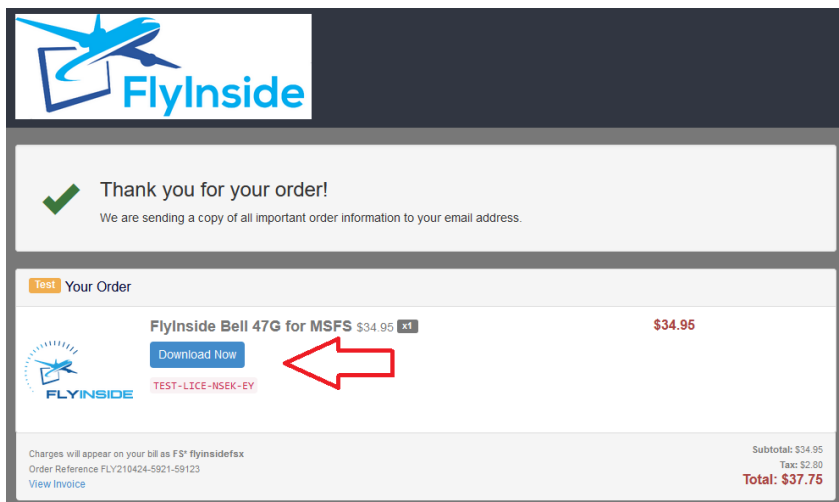 FlyInside
Thank you for your order!
We are sending a copy of all important order information to your email address.
Test Your Order
FlyInside Bell 47G for MSFS $34.95 x1 $34.95
Download Now
TEST-LICE-NSEK-EY
FLYINSIDE
Charges will appear on your bill as FS* flyinsidefsx
Order Reference FLY210424-5921-59123
View Invoice
Subtotal: $34.95
Tax: $2.80
Total: $37.75